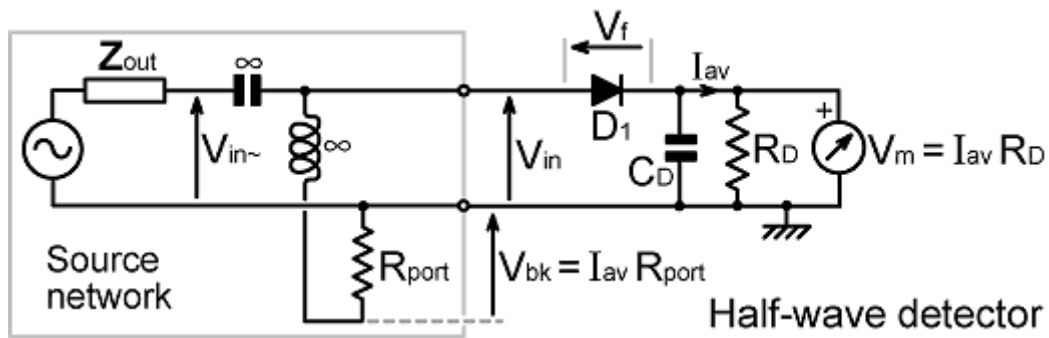 Zout
∞
Vin~
∞
Vin
Vf
D1
Iav
CD
RD
+
Vm = Iav RD
Rport
Vbk = Iav Rport
Source
network
Half-wave detector